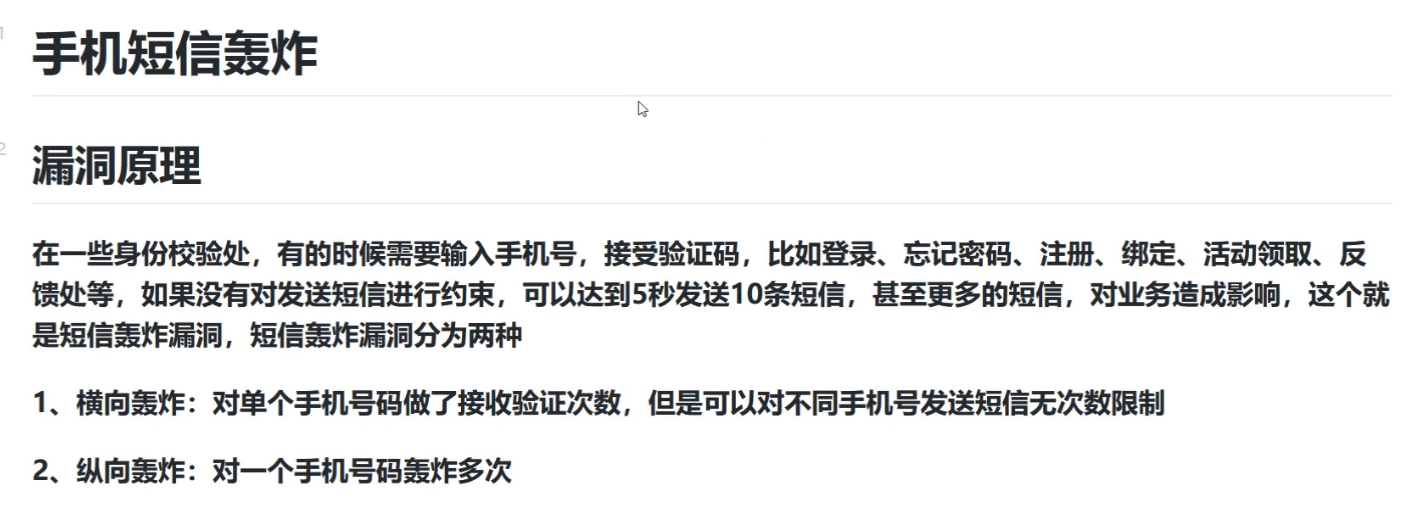 1
手机短信轰炸
2
漏洞原理
在一些身份校验处，有的时候需要输入手机号，接受验证码，比如登录、忘记密码、注册、绑定、活动领取、反
馈处等，如果没有对发送短信进行约束，可以达到5秒发送10条短信，甚至更多的短信，对业务造成影响，这个就
是短信轰炸漏洞，短信轰炸漏洞分为两种
1、横向轰炸：对单个手机号码做了接收验证次数，但是可以对不同手机号发送短信无次数限制
2、纵向轰炸：对一个手机号码轰炸多次